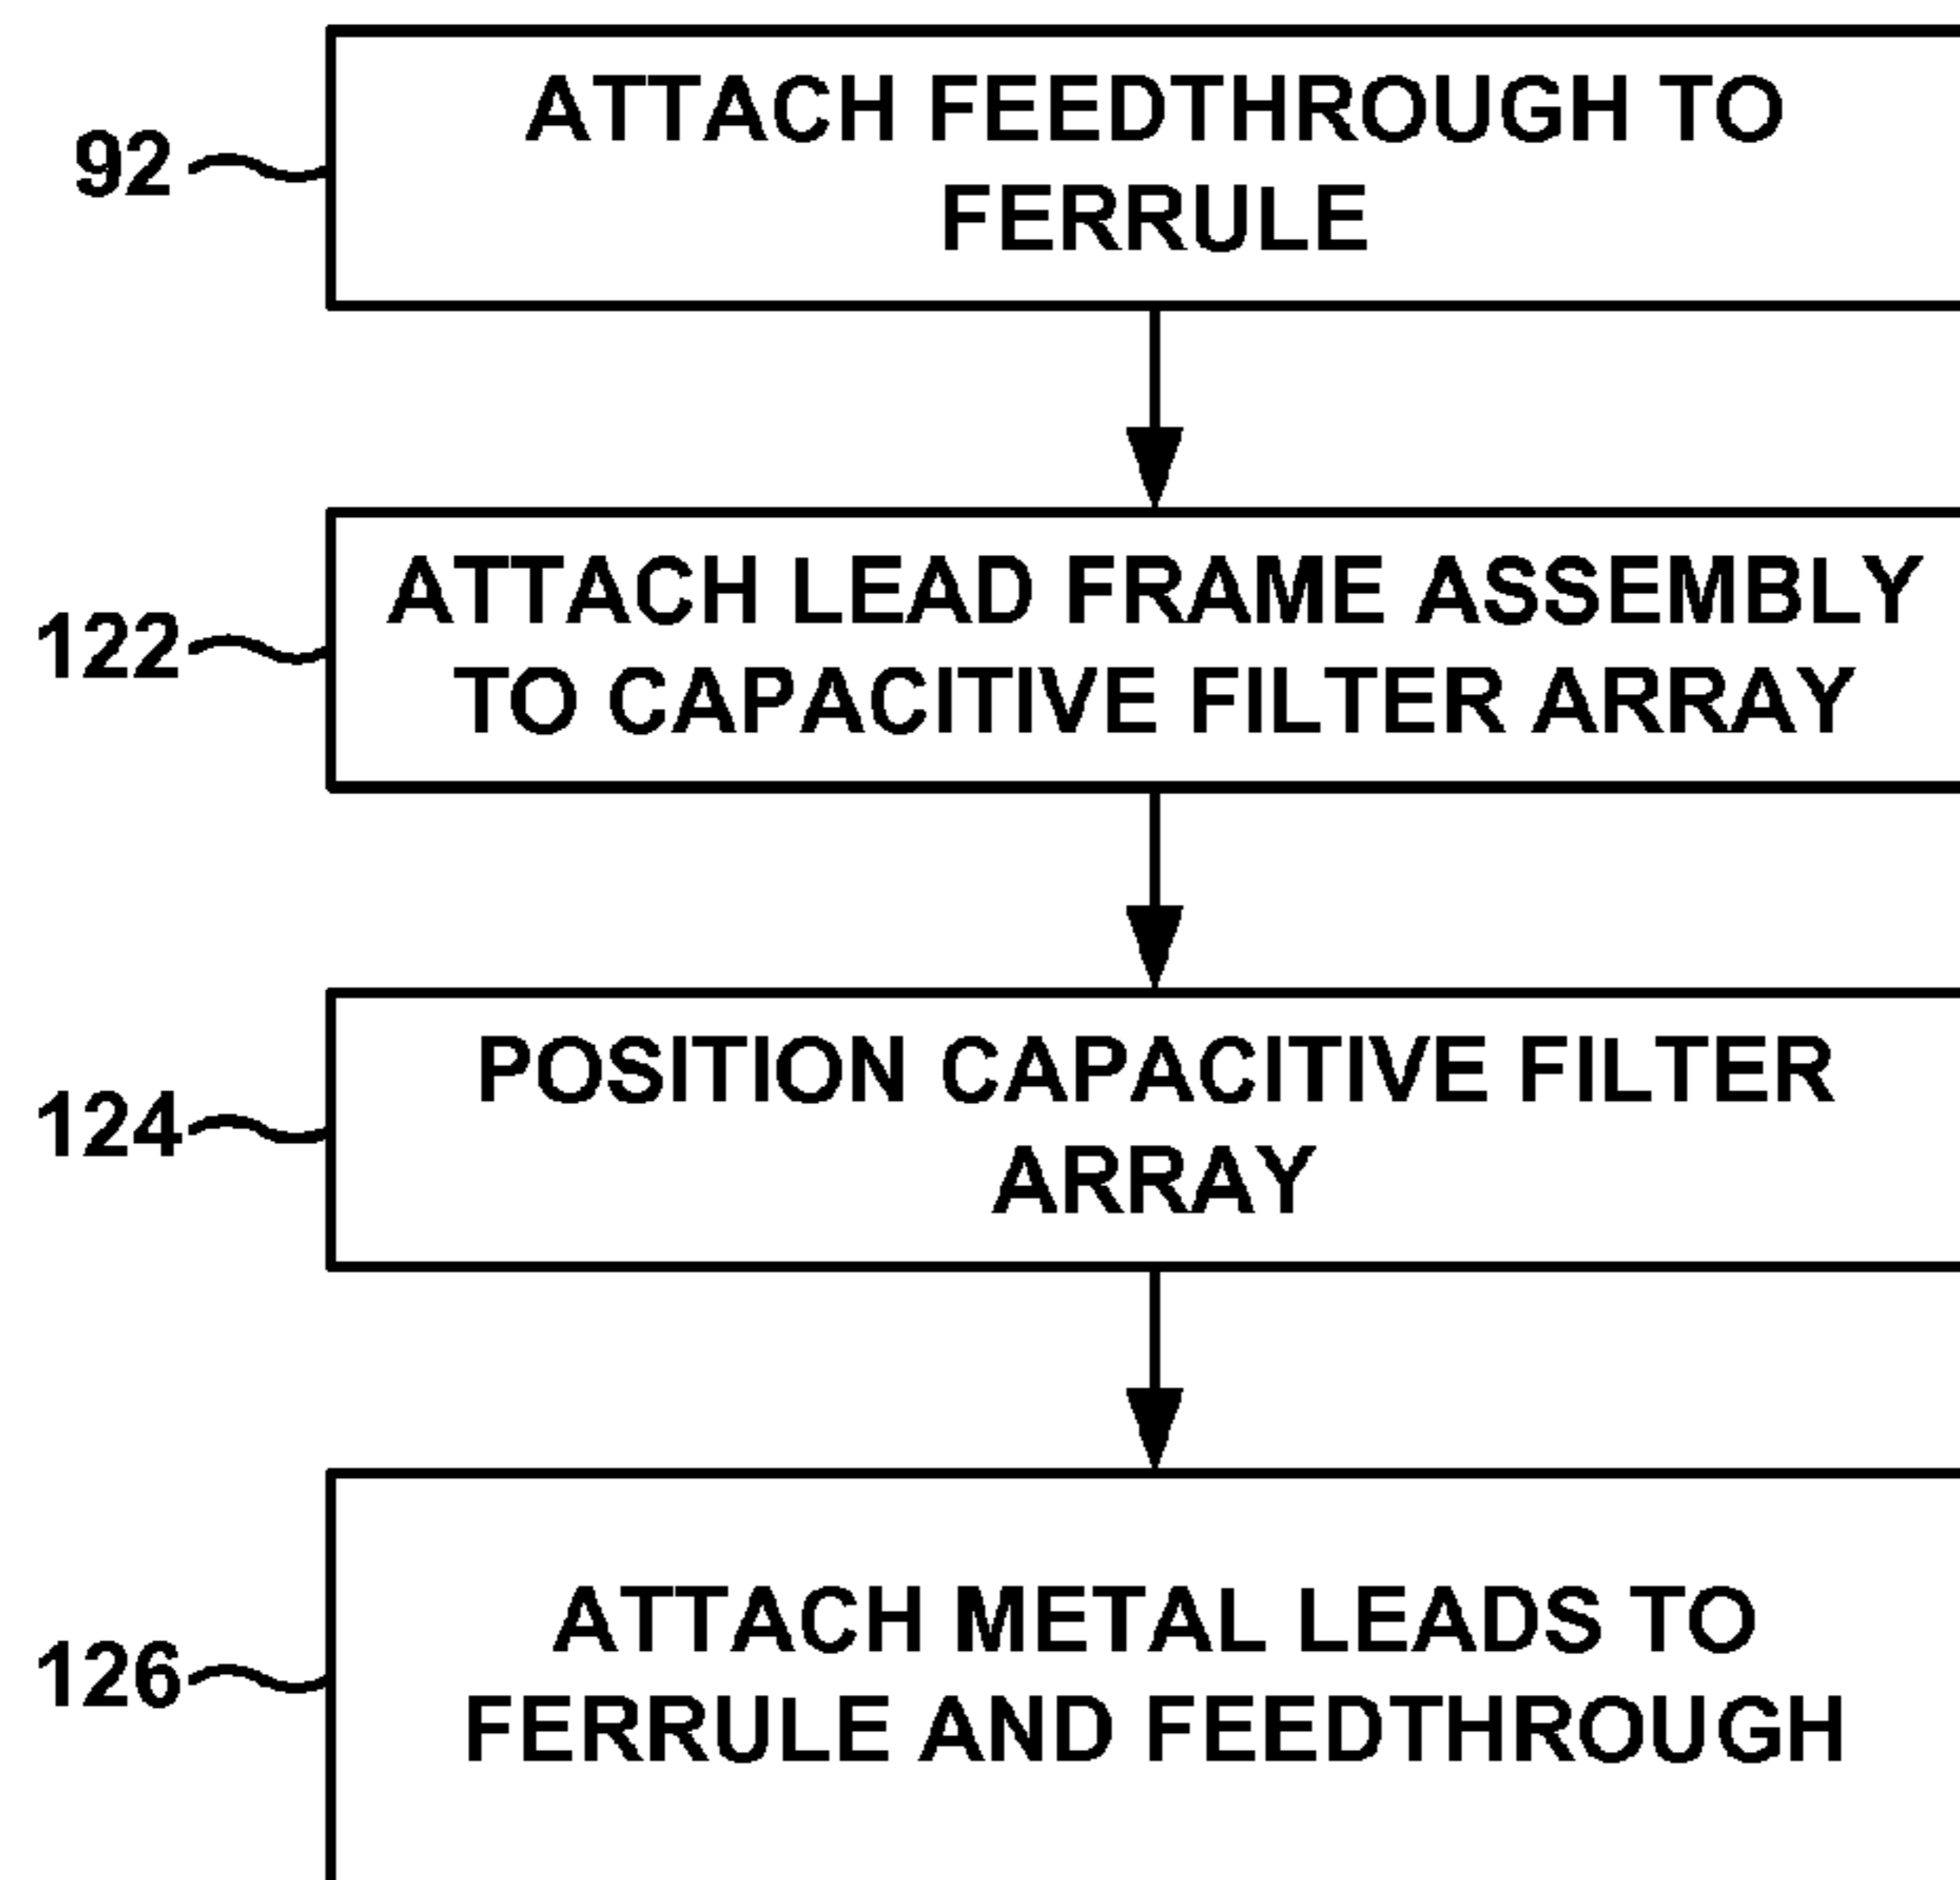 92
ATTACH FEEDTHROUGH TO
FERRULE
122
ATTACH LEAD FRAME ASSEMBLY
TO CAPACITIVE FILTER ARRAY
124
POSITION CAPACITIVE FILTER
ARRAY
126
ATTACH METAL LEADS TO
FERRULE AND FEEDTHROUGH